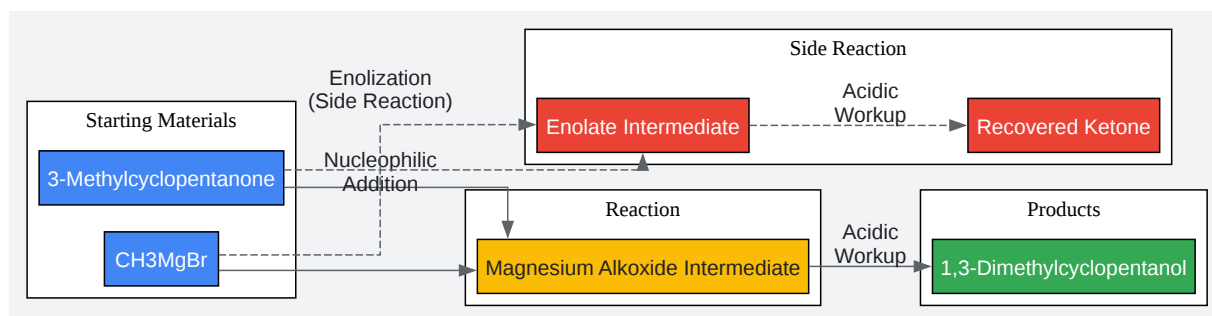 Side Reaction
Enolization
(Side Reaction)
Acidic
Workup
Starting Materials
Enolate Intermediate
Recovered Ketone
3-Methylcyclopentanone
Nucleophilic
Addition
Reaction
Products
CH3MgBr
Magnesium Alkoxide Intermediate
Acidic
Workup
1,3-Dimethylcyclopentanol